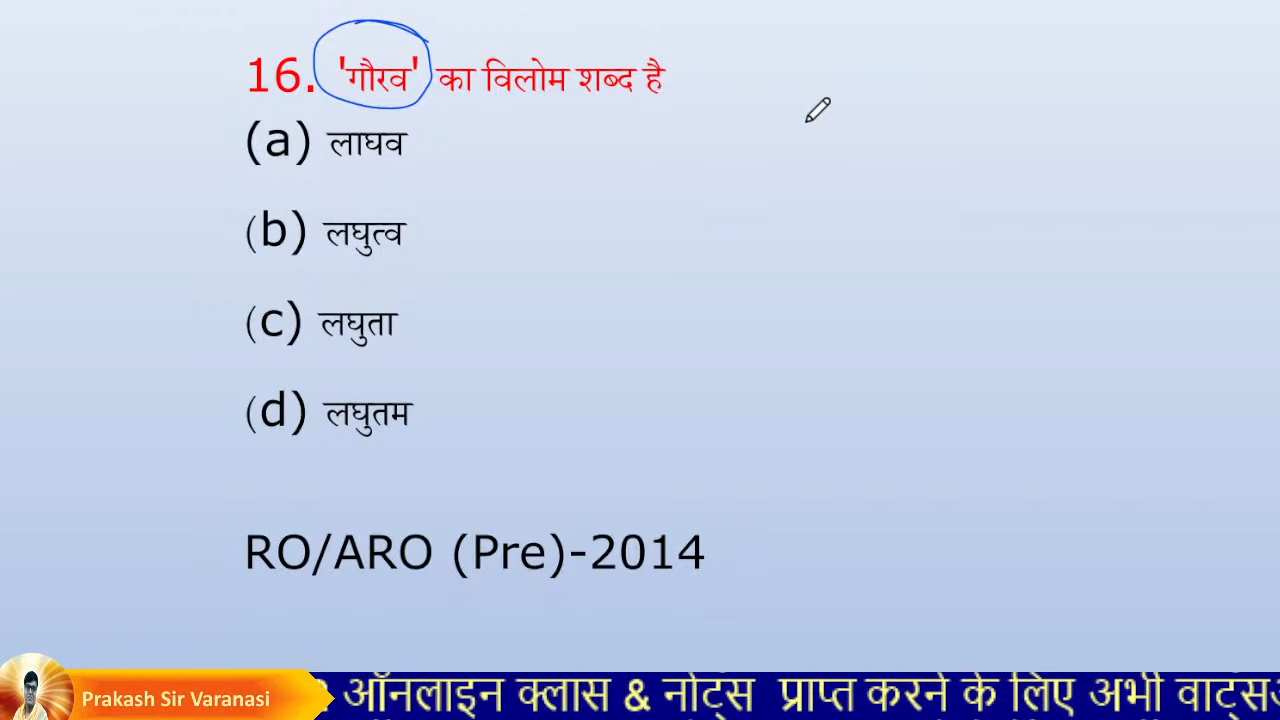 16. 'गौरव' का विलोम शब्द है
(a) लाघव
(b) लघुत्व
(c) लघुता
(d) लघुतम
RO/ARO (Pre)-2014
Prakash Sir Varanasi
ऑनलाइन क्लास & नोट्स प्राप्त करने के लिए अभी